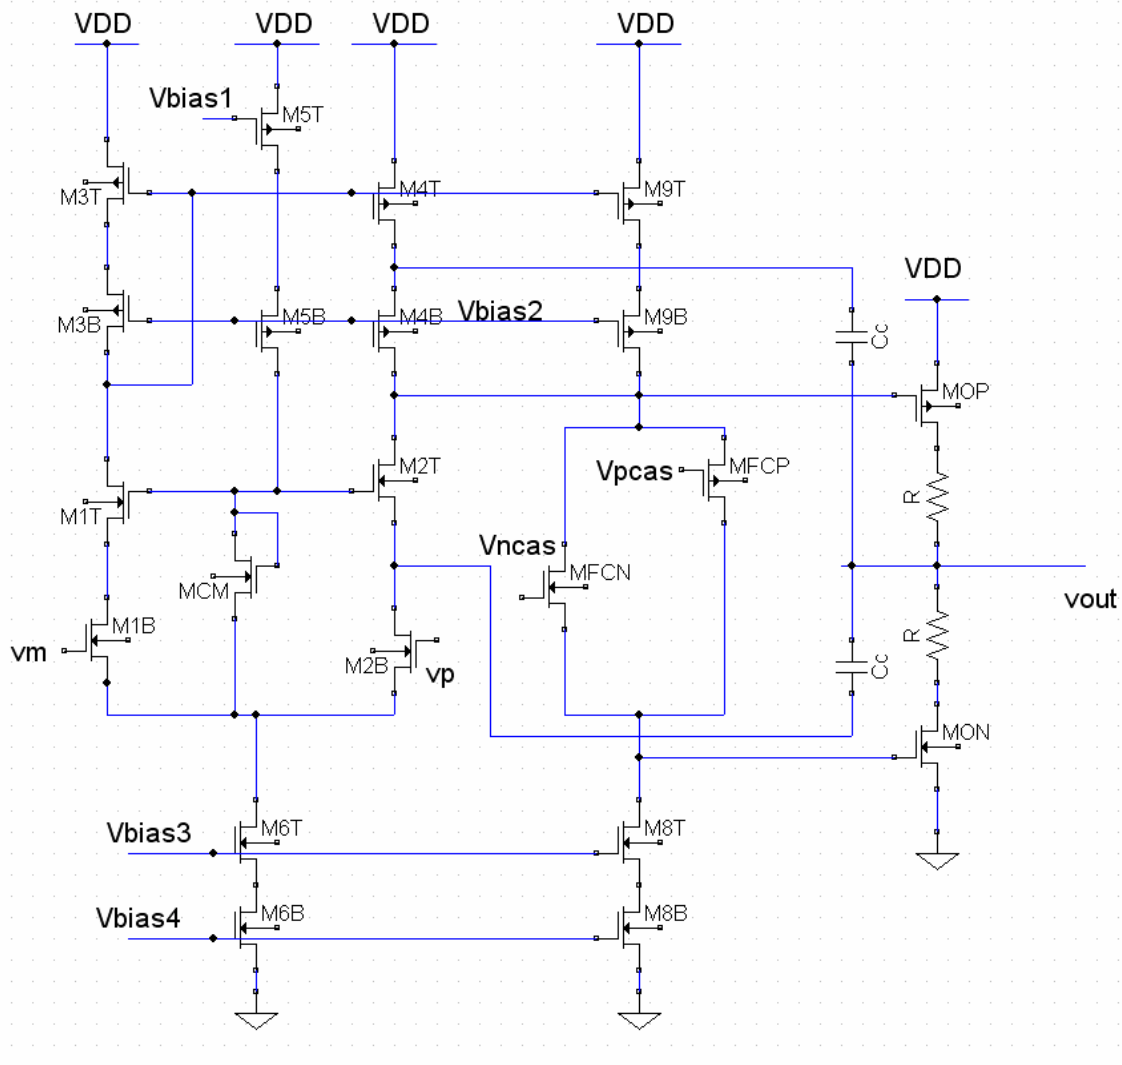 VDD VDD VDD VDD
Vbias1
M5T
M3T M4T M9T
VDD
M3B M5B M4B Vbias2 M9B
Cc
MOP
M2T Vpcas MFCP
R
M1T
Vncas
MFCN
MCM
vout
M1B
R
vm M2B vp
Cc
MON
Vbias3 M6T M8T
Vbias4 M6B M8B